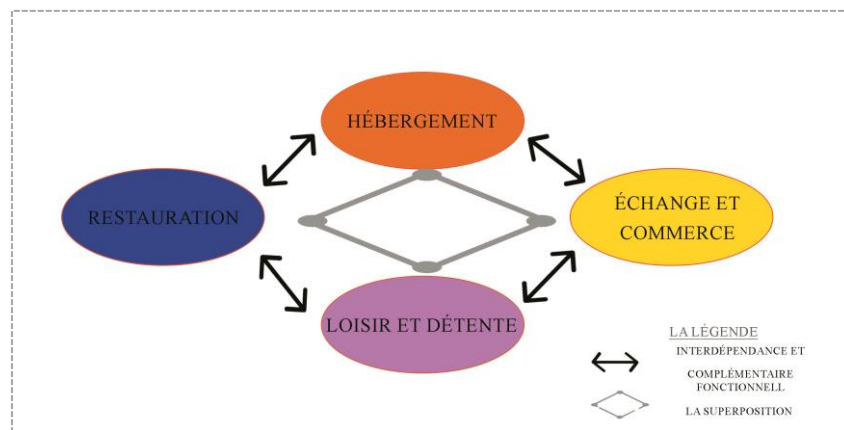 HÉBERGEMENT
RESTAURATION
ÉCHANGE ET
COMMERCE
LOISIR ET DÉTENTE
LA LÉGENDE
INTERDÉPENDANCE ET
COMPLÉMENTAIRE
FONCTIONNELL
LA SUPERPOSITION